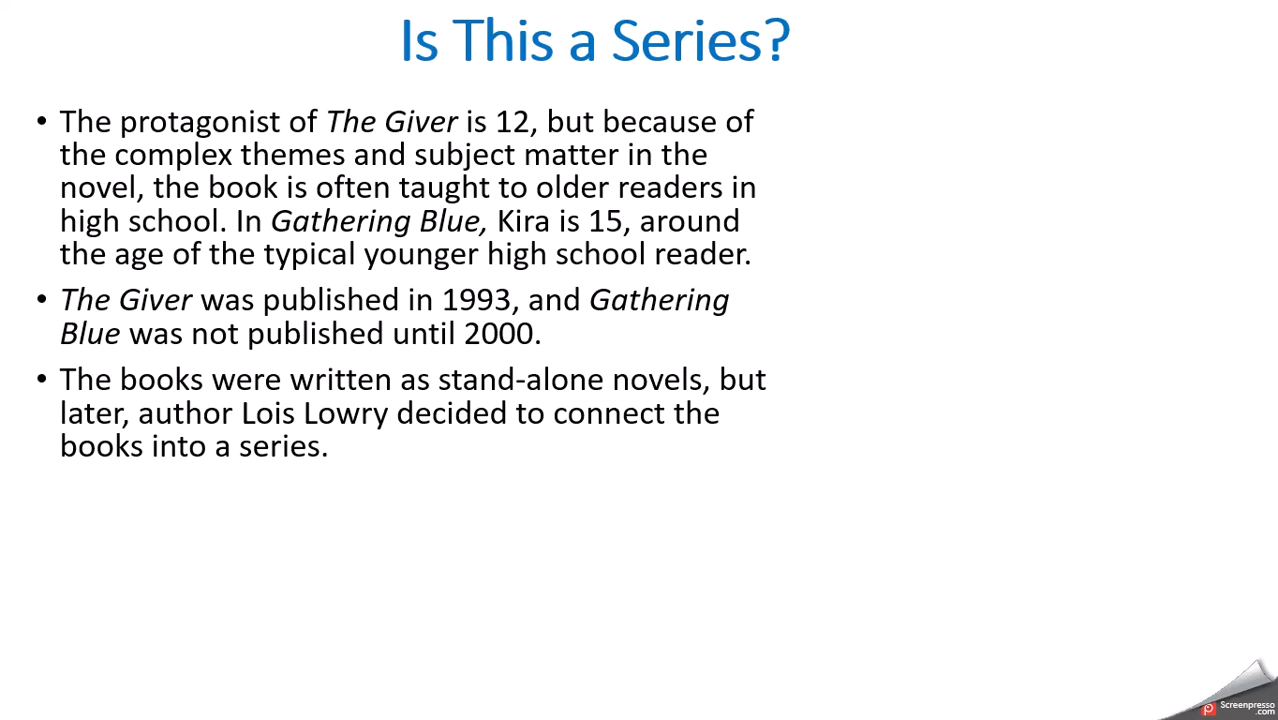 Is This a Series?
• The protagonist of The Giver is 12, but because of
the complex themes and subject matter in the
novel, the book is often taught to older readers in
high school. In Gathering Blue, Kira is 15, around
the age of the typical younger high school reader.
• The Giver was published in 1993, and Gathering
Blue was not published until 2000.
• The books were written as stand-alone novels, but
later, author Lois Lowry decided to connect the
books into a series.
Screenpresso
.com